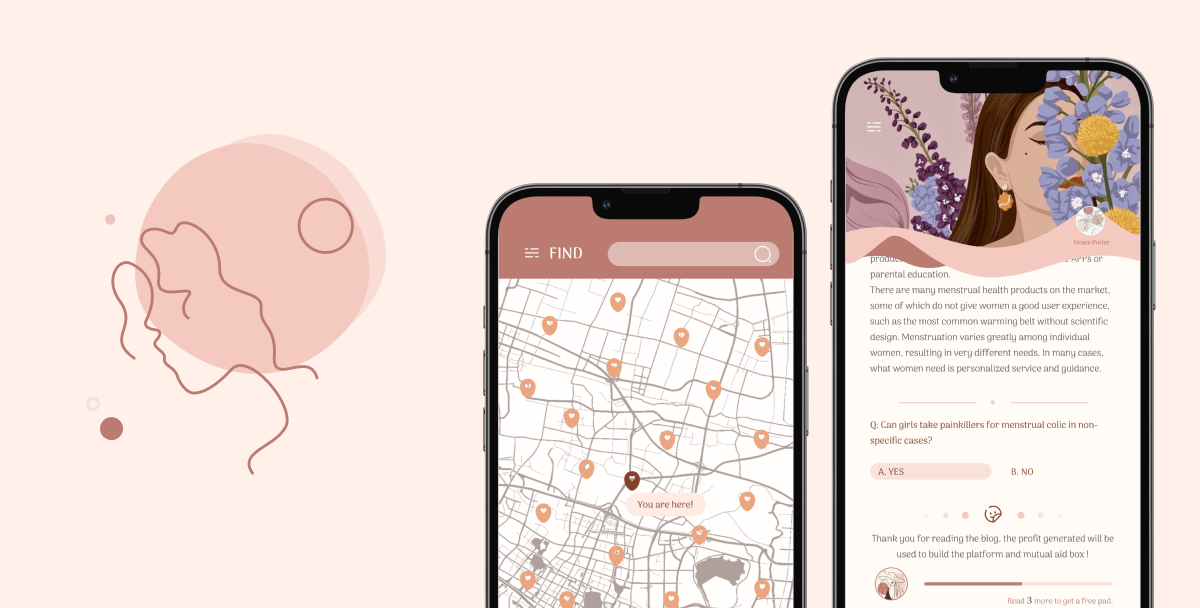 FIND
You are here!
Grace Potter
produc
APPs or
parental education.
There are many menstrual health products on the market,
some of which do not give women a good user experience,
such as the most common warming belt without scientific
design. Menstruation varies greatly among individual
women, resulting in very different needs. In many cases,
what women need is personalized service and guidance.
Q: Can girls take painkillers for menstrual colic in non-
specific cases?
A. YES B. NO
Thank you for reading the blog, the profit generated will be
used to build the platform and mutual aid box !
Read 3 more to get a free pad.